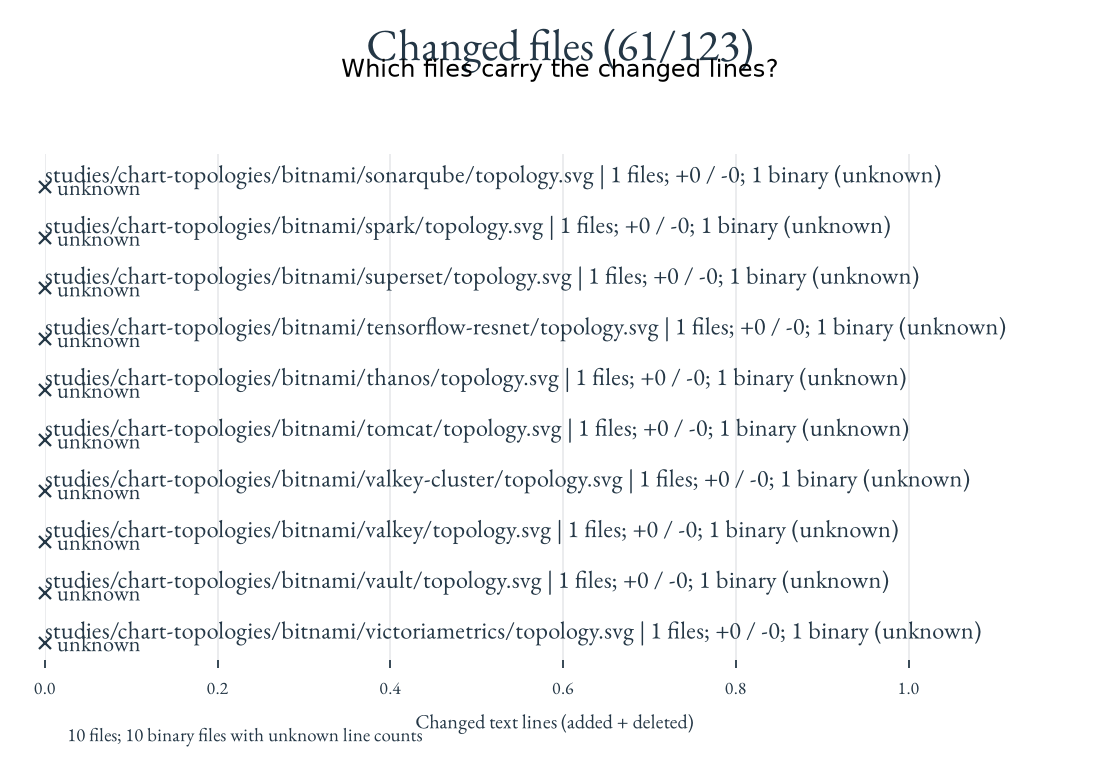 Changed files (61/123)
Which files carry the changed lines?
studies/chart-topologies/bitnami/sonarqube/topology.svg | 1 files; +0 / -0; 1 binary (unknown)
unknown
studies/chart-topologies/bitnami/spark/topology.svg | 1 files; +0 / -0; 1 binary (unknown)
unknown
studies/chart-topologies/bitnami/superset/topology.svg | 1 files; +0 / -0; 1 binary (unknown)
unknown
studies/chart-topologies/bitnami/tensorflow-resnet/topology.svg | 1 files; +0 / -0; 1 binary (unknown)
unknown
studies/chart-topologies/bitnami/thanos/topology.svg | 1 files; +0 / -0; 1 binary (unknown)
unknown
studies/chart-topologies/bitnami/tomcat/topology.svg | 1 files; +0 / -0; 1 binary (unknown)
unknown
studies/chart-topologies/bitnami/valkey-cluster/topology.svg | 1 files; +0 / -0; 1 binary (unknown)
unknown
studies/chart-topologies/bitnami/valkey/topology.svg | 1 files; +0 / -0; 1 binary (unknown)
unknown
studies/chart-topologies/bitnami/vault/topology.svg | 1 files; +0 / -0; 1 binary (unknown)
unknown
studies/chart-topologies/bitnami/victoriametrics/topology.svg | 1 files; +0 / -0; 1 binary (unknown)
unknown
0.0 0.2 0.4 0.6 0.8 1.0
Changed text lines (added + deleted)
10 files; 10 binary files with unknown line counts